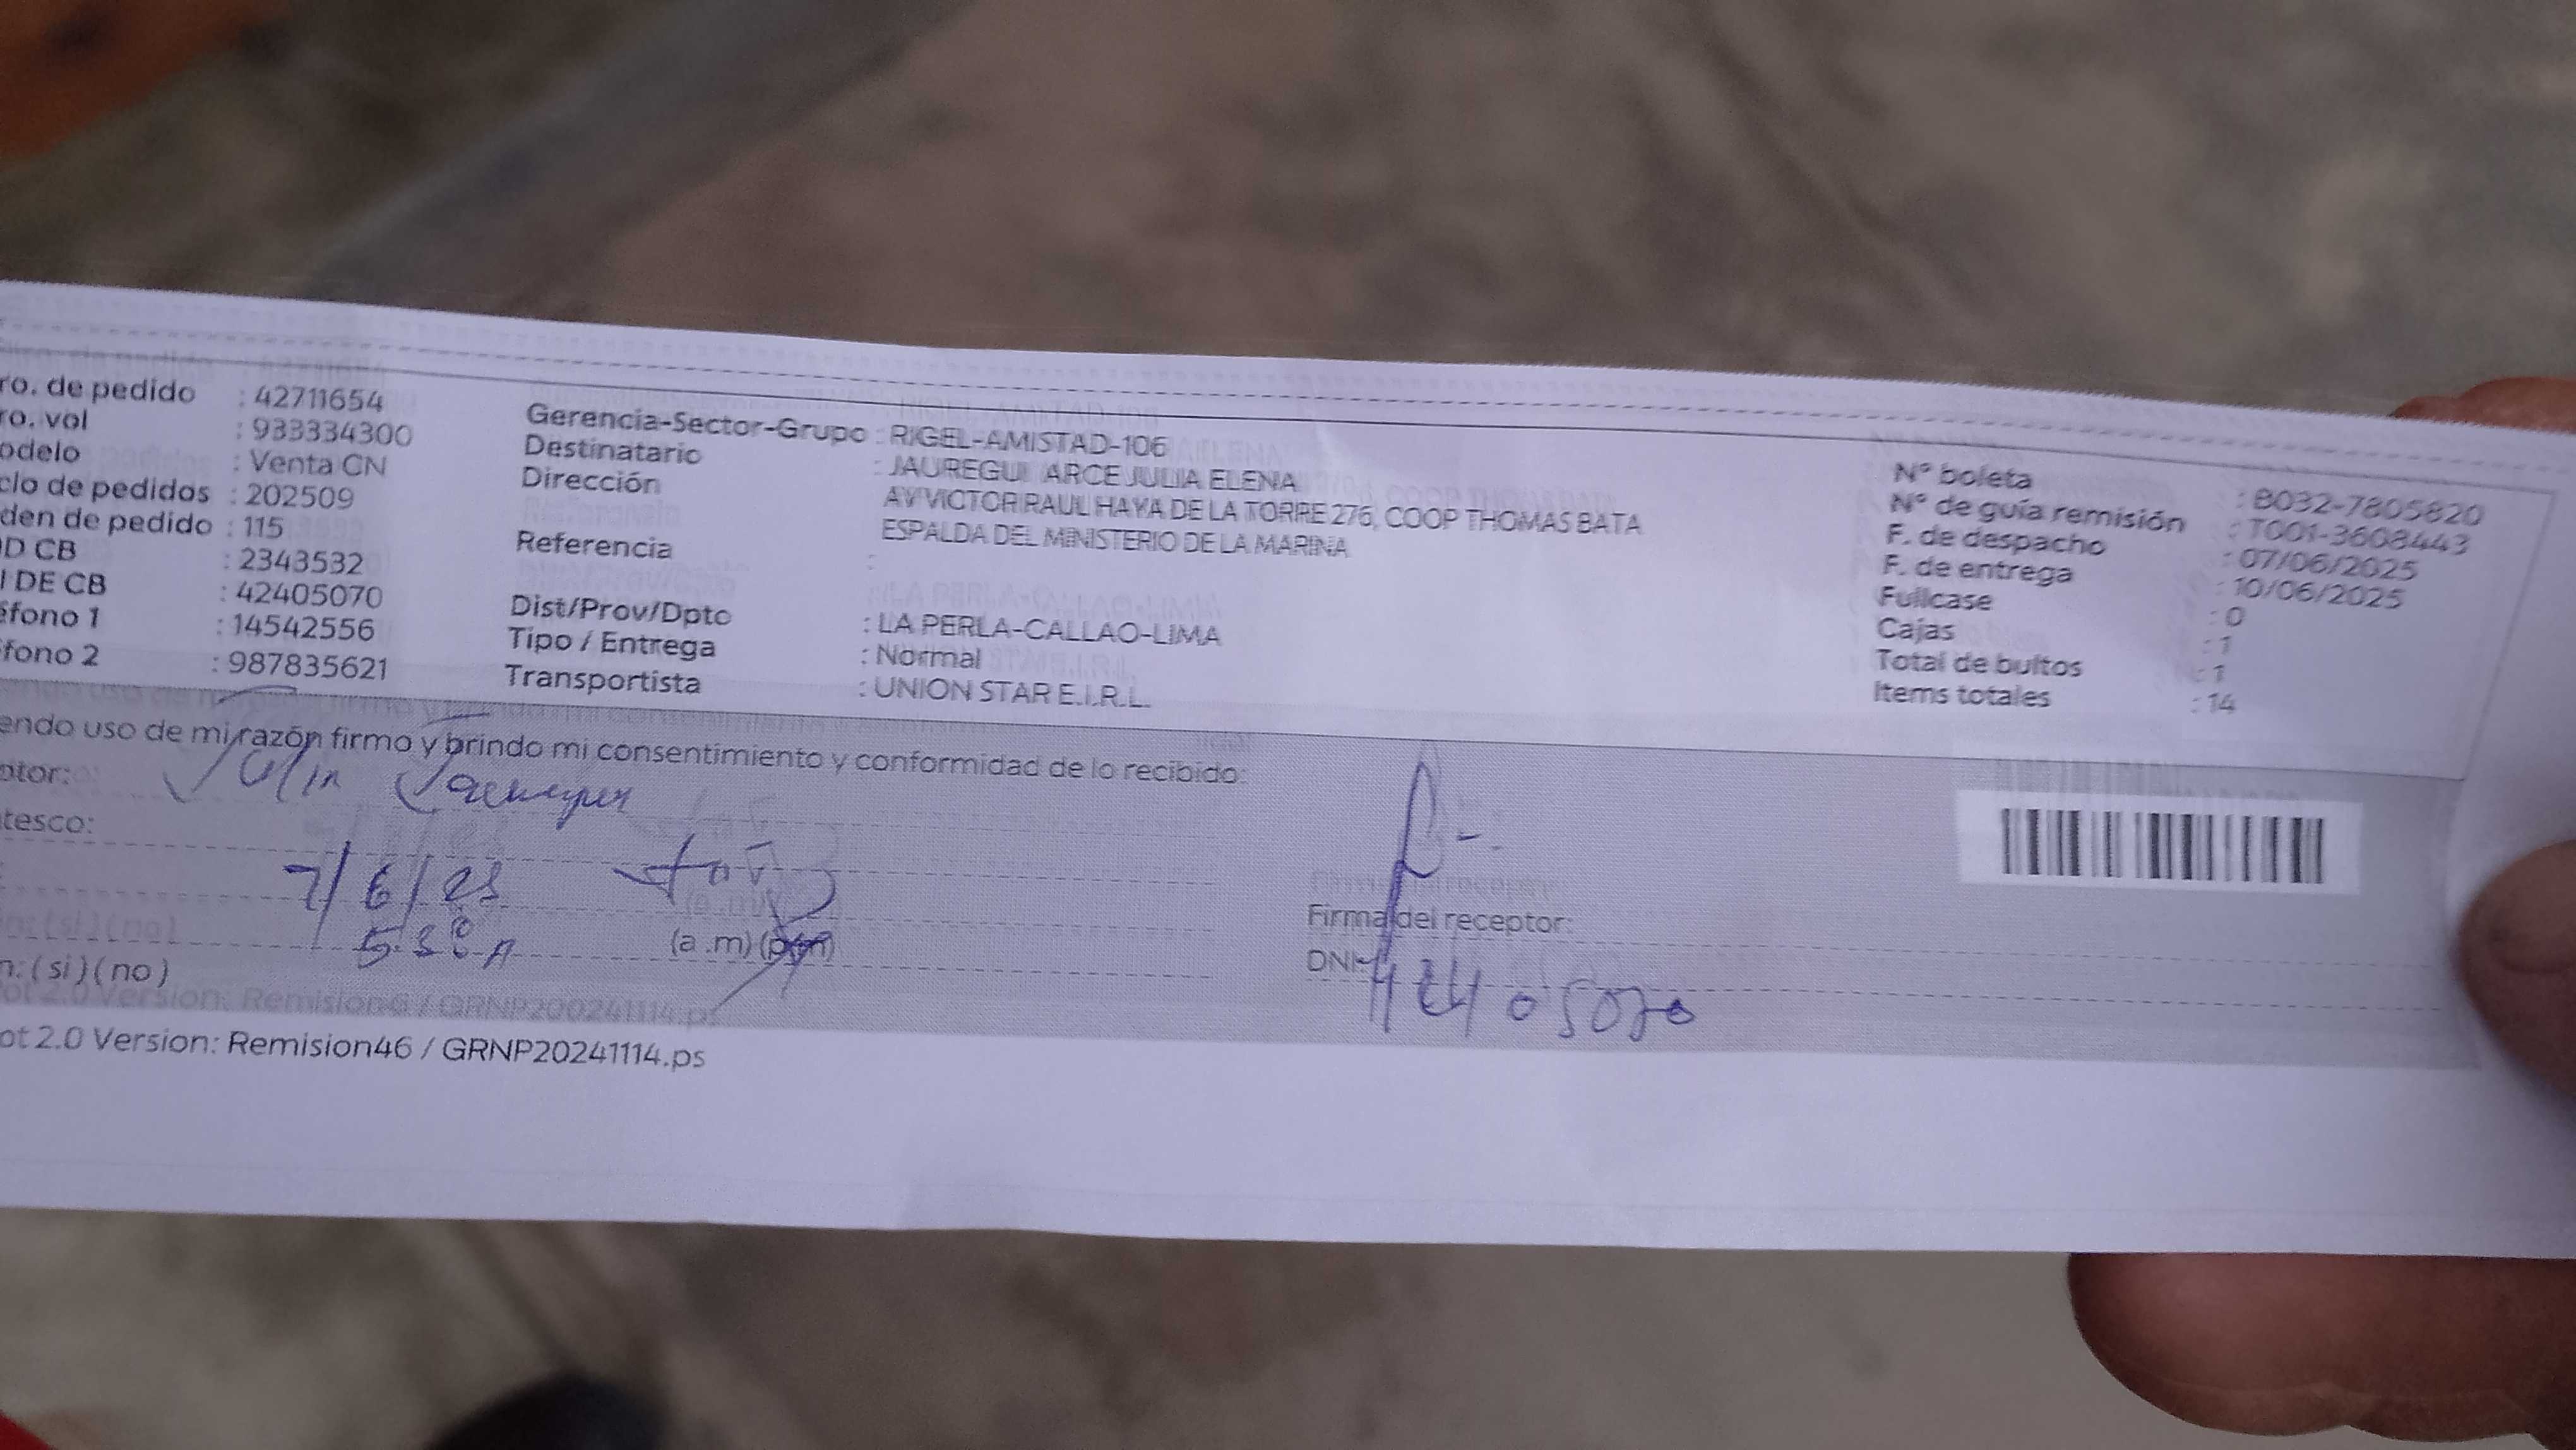 ro. de pedido : 42711654
ro. vol : 933334300
odelo : Venta CN
clo de pedidos : 202509
den de pedido : 115
D CB : 2343532
I DE CB : 42405070
éfono 1 : 14542556
fono 2 : 987835621
Gerencia-Sector-Grupo : RIGEL-AMISTAD-106
Destinatario : JAUREGUI ARCE JULIA ELENA
Dirección AV VICTOR RAUL HAYA DE LA TORRE 276, COOP THOMAS BATA
ESPALDA DEL MINISTERIO DE LA MARINA
Referencia :
Dist/Prov/Dpto : LA PERLA-CALLAO-LIMA
Tipo / Entrega : Normal
Transportista : UNION STAR E.I.R.L.
N° boleta : B032-7805820
N° de guía remisión : T001-3608443
F. de despacho : 07/06/2025
F. de entrega : 10/06/2025
Fullcase : 0
Cajas : 1
Total de bultos : 1
Items totales : 14
endo uso de mi razón firmo y brindo mi consentimiento y conformidad de lo recibido:
ptor: Julia
tesco:
7/6/25
(a .m) (p.m)
n: ( si ) ( no )
Firma del receptor:
DNI: 42405070
ot 2.0 Version: Remision46 / GRNP20241114.ps